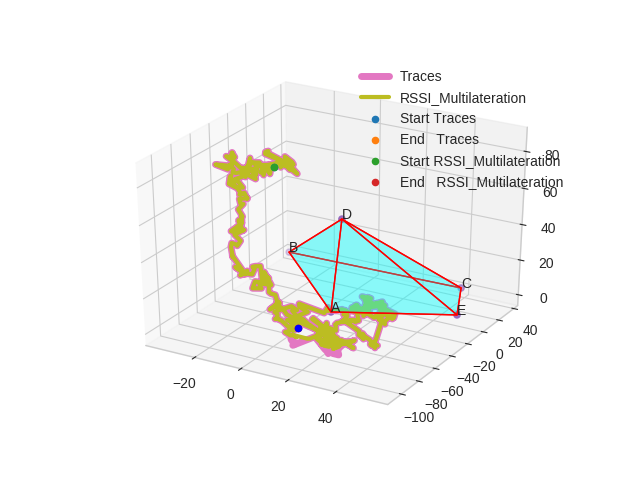 Traces
RSSI_Multilateration
Start Traces
End Traces
Start RSSI_Multilateration
End RSSI_Multilateration
D
B
C
A
E
80
60
40
20
0
−20
0
20
40
40
20
0
−20
−40
−60
−80
−100